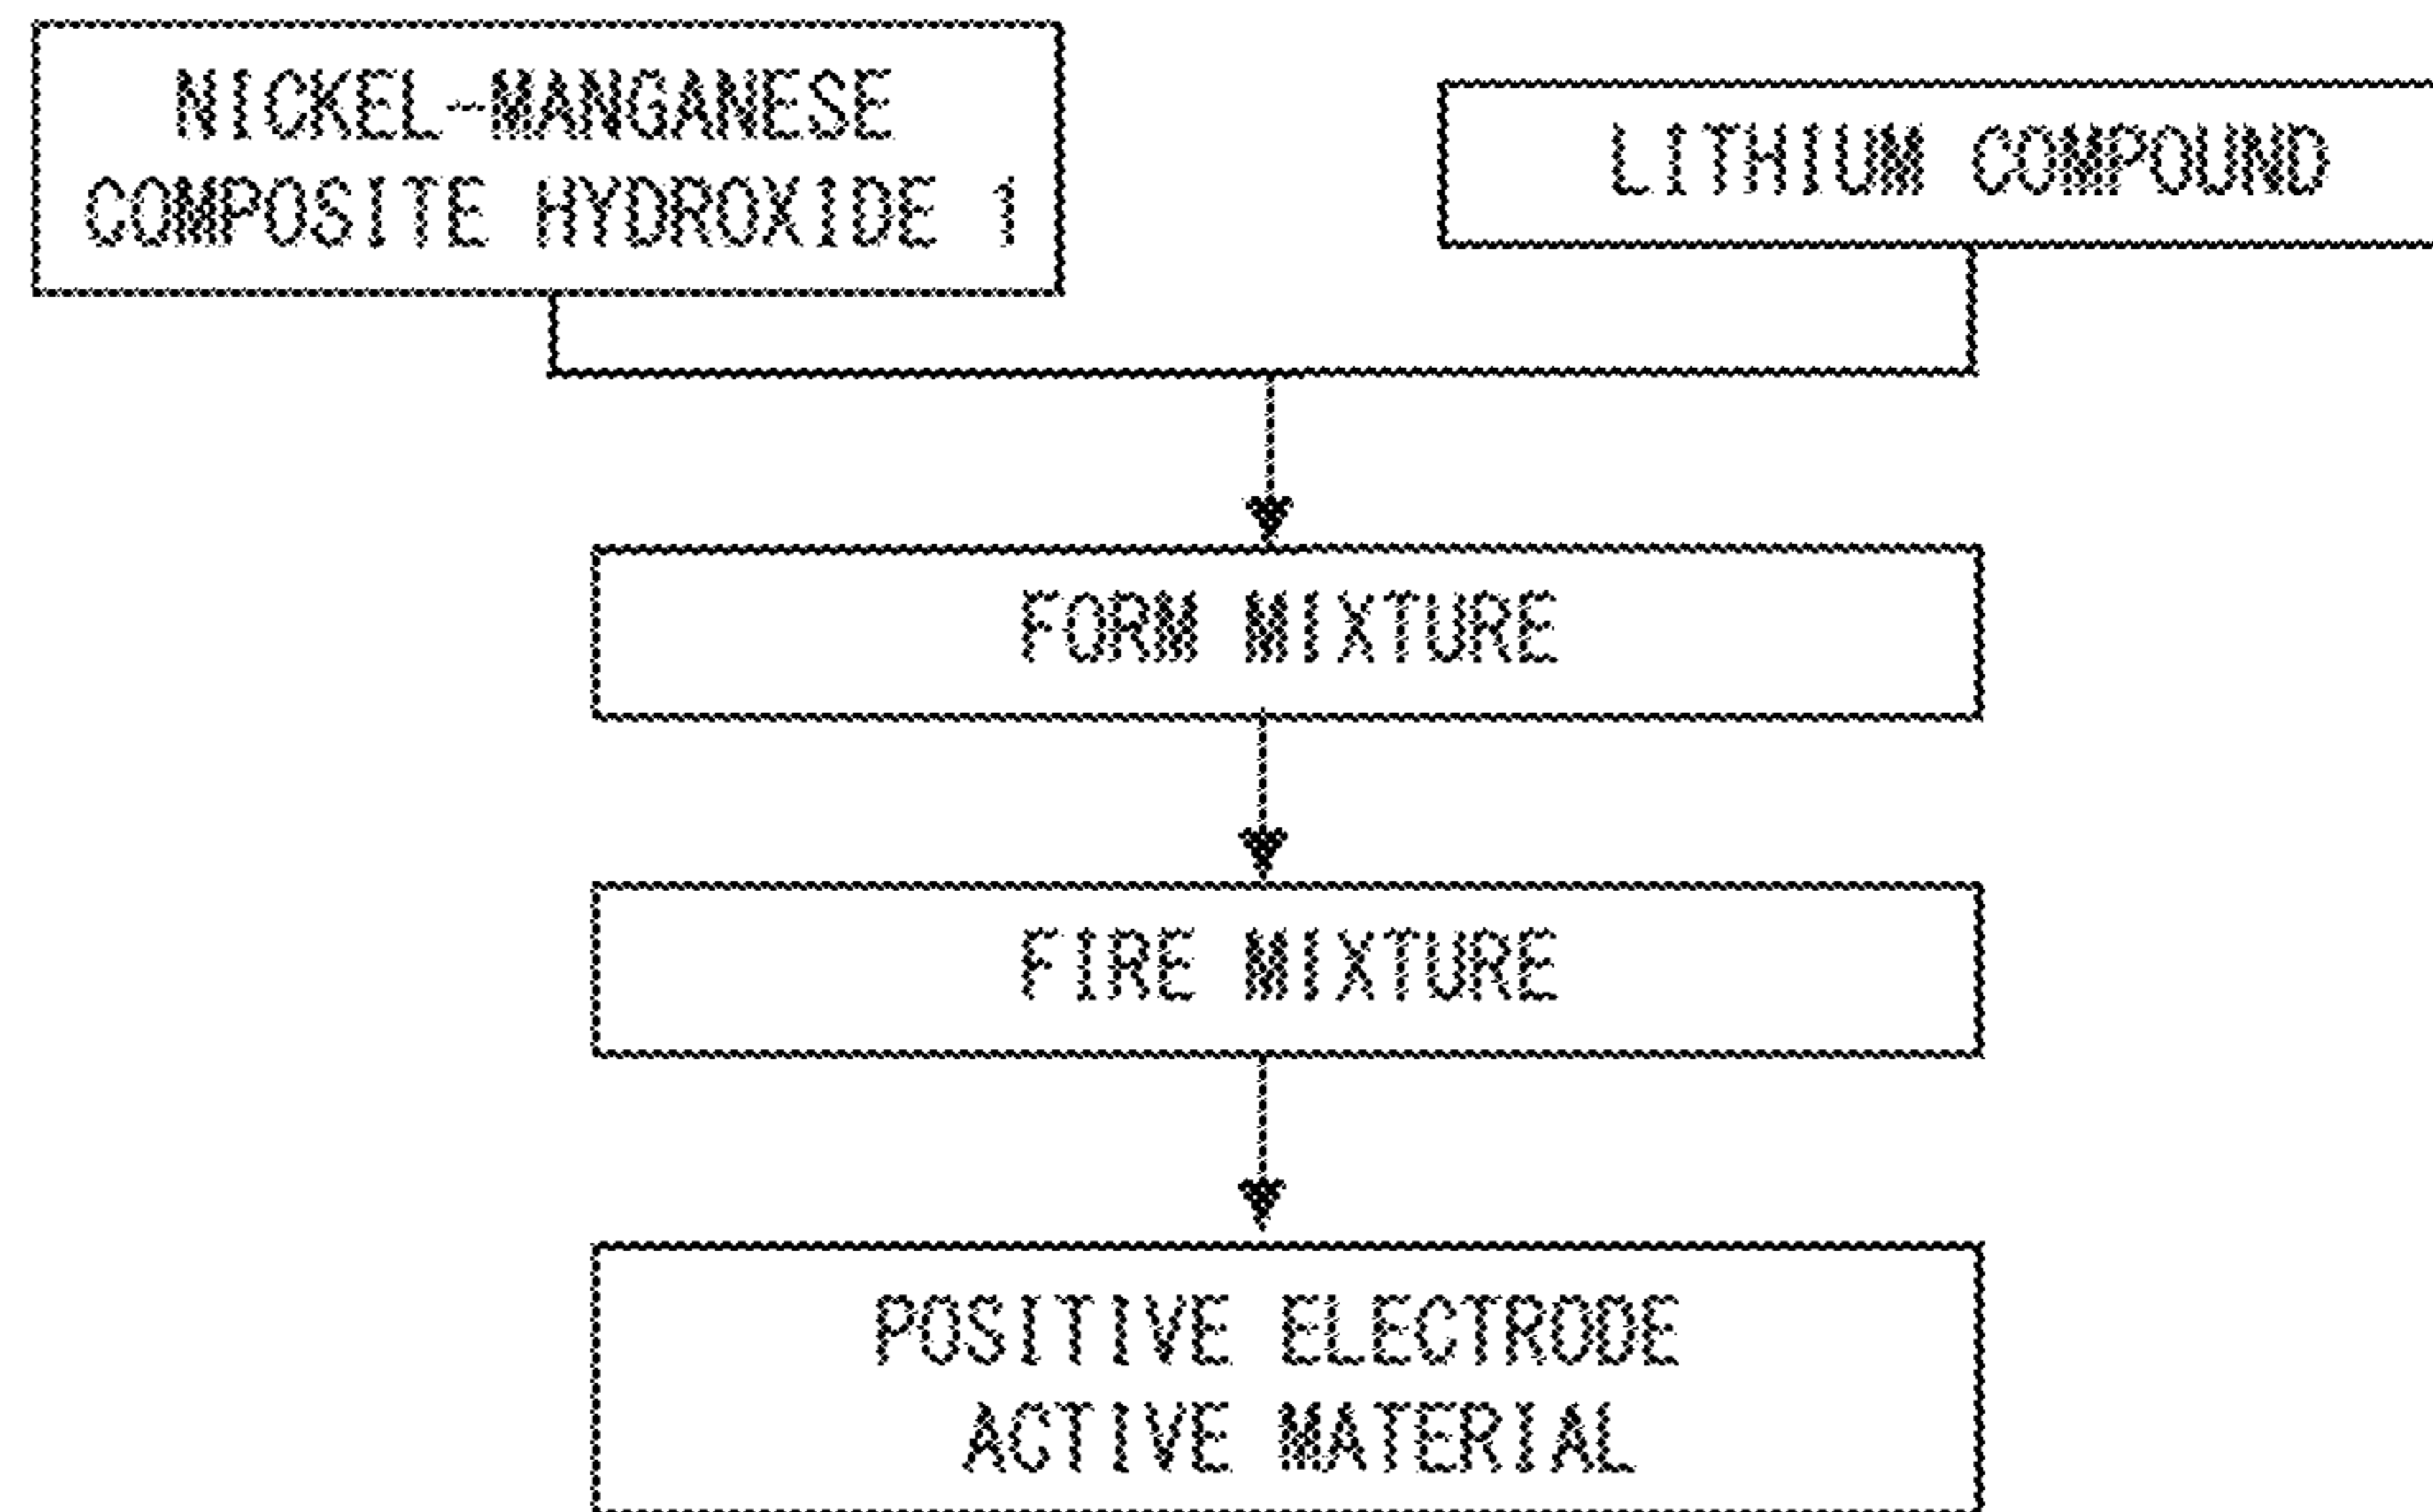 NICKEL-MANGANESE
COMPOSITE HYDROXIDE 1
LITHIUM COMPOUND
FORM MIXTURE
FIRE MIXTURE
POSITIVE ELECTRODE
ACTIVE MATERIAL